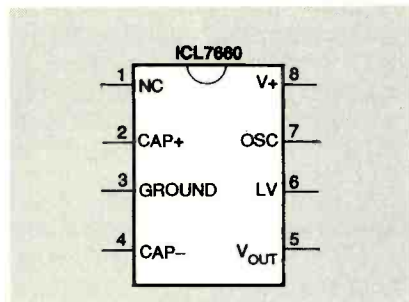 ICL7660
1 NC V+ 8
2 CAP+ OSC 7
3 GROUND LV 6
4 CAP– VOUT 5